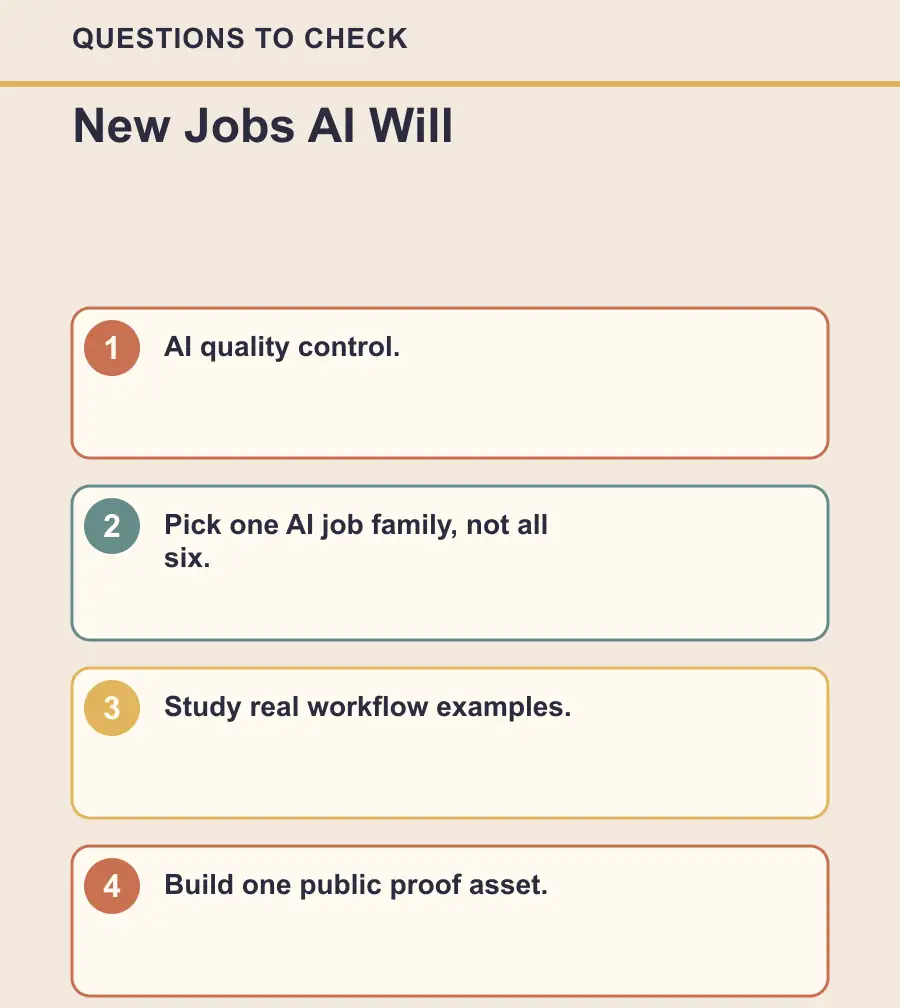 QUESTIONS TO CHECK
New Jobs AI Will
1
AI quality control.
2
Pick one AI job family, not all
six.
3
Study real workflow examples.
4
Build one public proof asset.